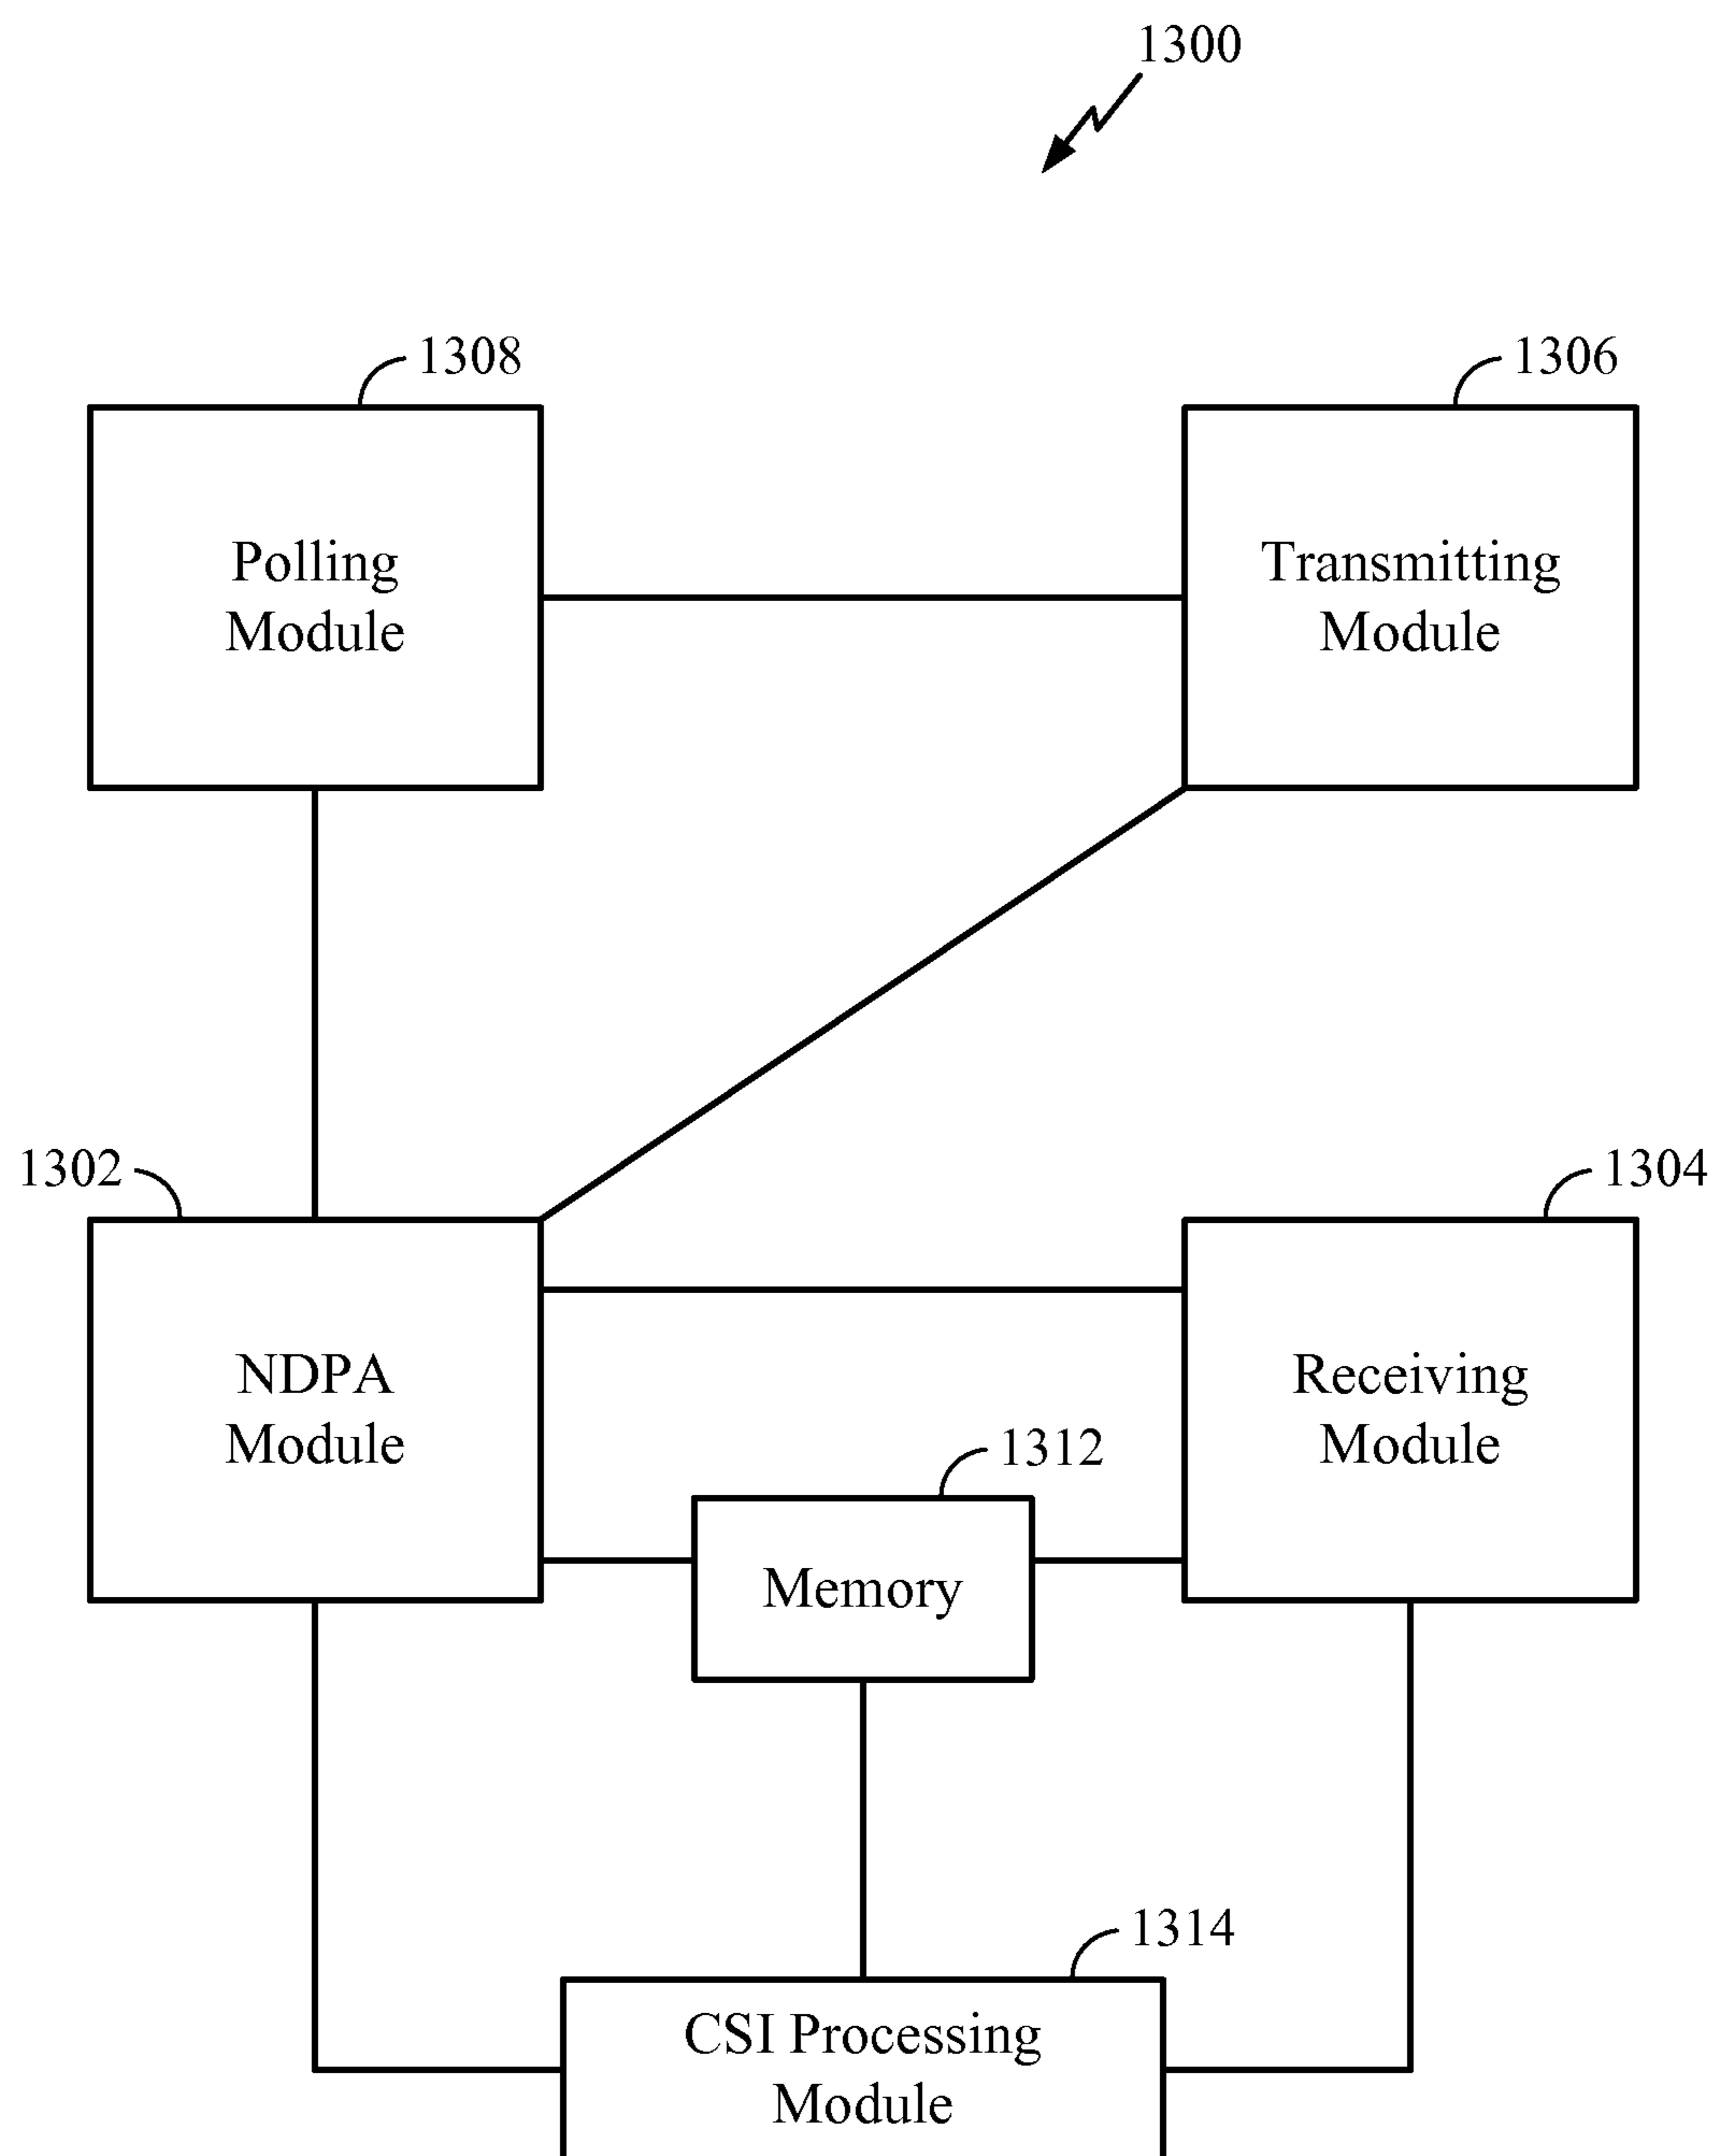 1300
1308
1306
Polling
Module
Transmitting
Module
1302
1304
NDPA
Module
Receiving
Module
1312
Memory
1314
CSI Processing
Module